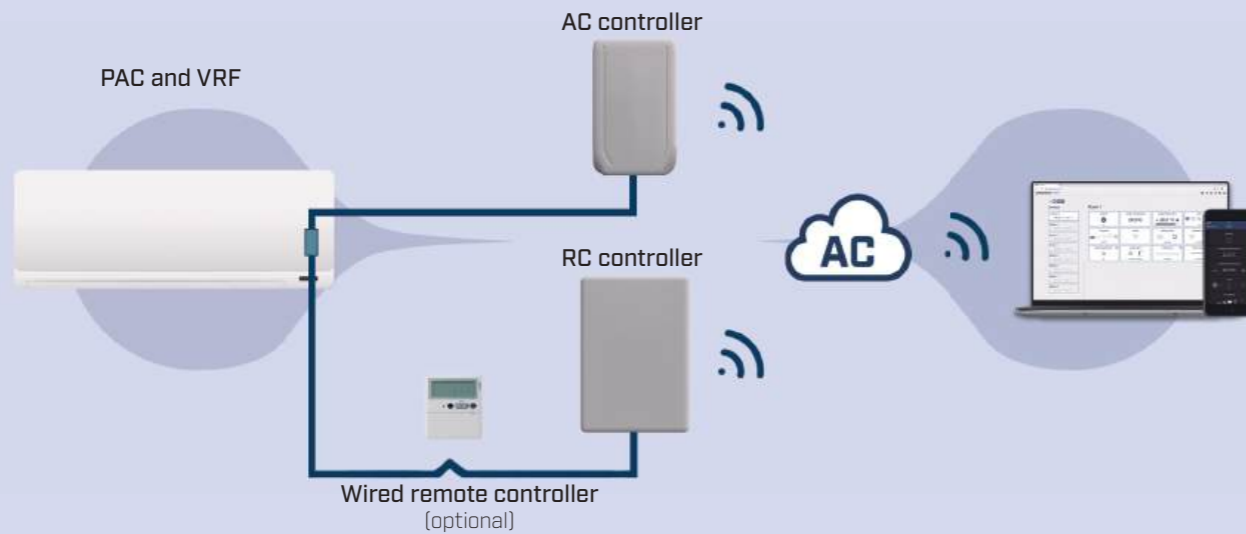 AC controller
PAC and VRF
RC controller
AC
Wired remote controller
(optional)